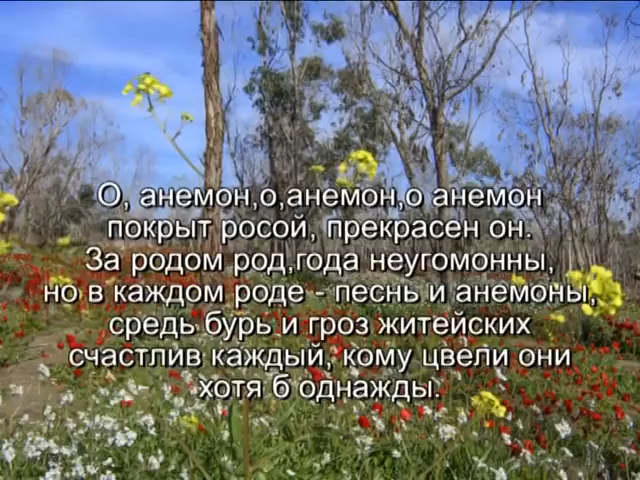 О, анемон,о,анемон,о анемон
покрыт росой, прекрасен он.
За родом род,года неугомонны,
но в каждом роде - песнь и анемоны,
средь бурь и гроз житейских
счастлив каждый, кому цвели они
хотя б однажды.